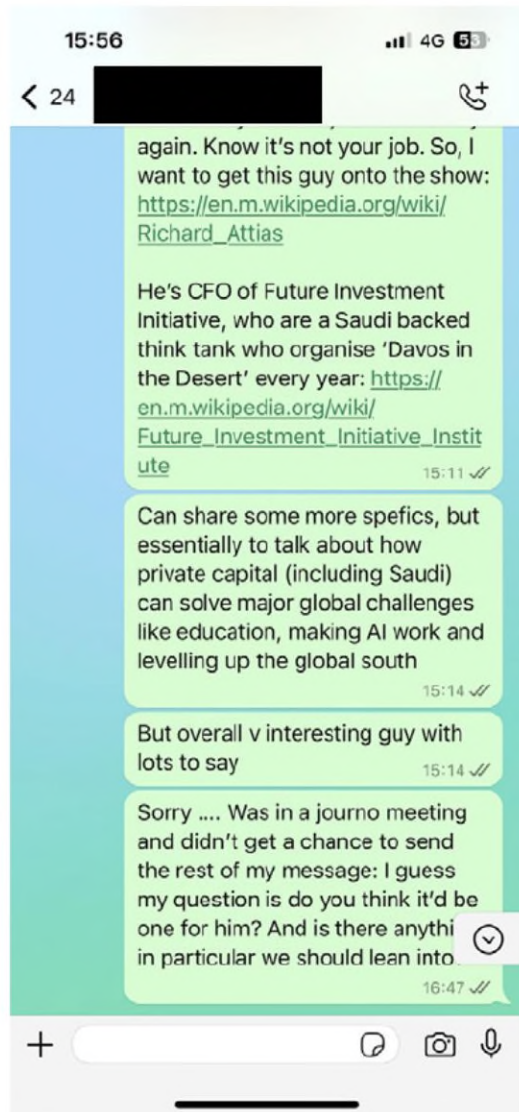 15:56
4G 53
24
again. Know it's not your job. So, I
want to get this guy onto the show:
https://en.m.wikipedia.org/wiki/
Richard_Attias
He's CFO of Future Investment
Initiative, who are a Saudi backed
think tank who organise 'Davos in
the Desert' every year: https://
en.m.wikipedia.org/wiki/
Future_Investment_Initiative_Instit
ute
15:11
Can share some more spefics, but
essentially to talk about how
private capital (including Saudi)
can solve major global challenges
like education, making AI work and
levelling up the global south
15:14
But overall v interesting guy with
lots to say
15:14
Sorry .... Was in a journo meeting
and didn't get a chance to send
the rest of my message: I guess
my question is do you think it'd be
one for him? And is there anythi
in particular we should lean into
16:47